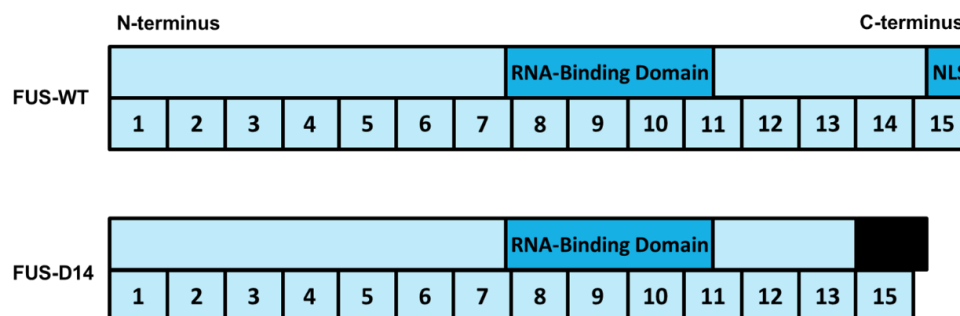 N-terminus C-terminus
FUS-WT
RNA-Binding Domain NLS
1 2 3 4 5 6 7 8 9 10 11 12 13 14 15
FUS-D14
RNA-Binding Domain
1 2 3 4 5 6 7 8 9 10 11 12 13 15